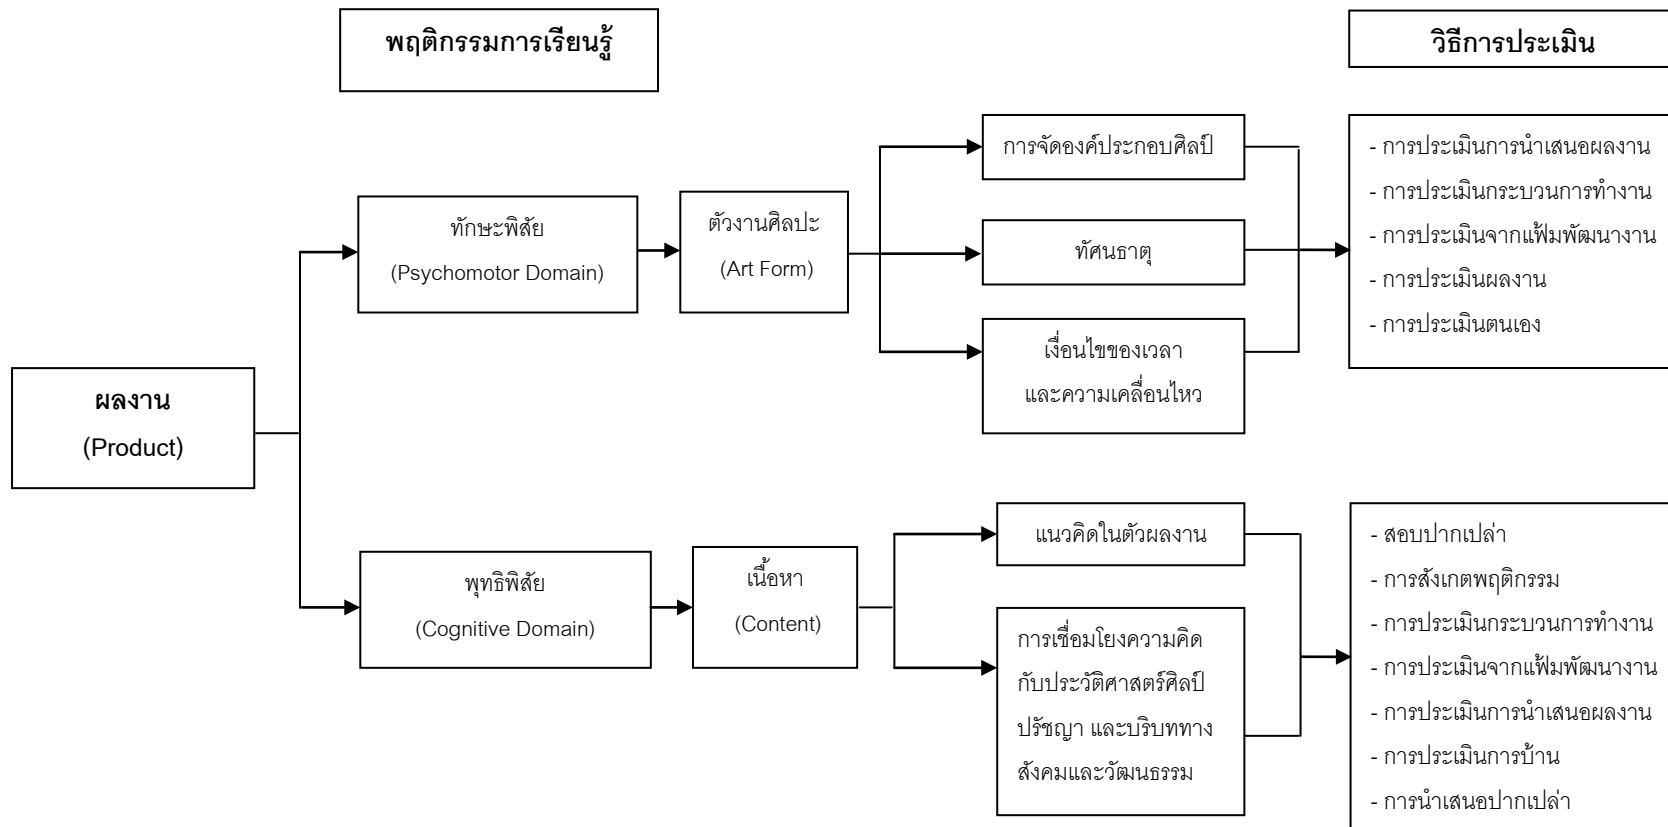 พฤติกรรมการเรียนรู้
วิธีการประเมิน
ผลงาน
(Product)
ทักษะพิสัย
(Psychomotor Domain)
ตัวงานศิลปะ
(Art Form)
การจัดองค์ประกอบศิลป์
ทัศนธาตุ
เงื่อนไขของเวลา
และความเคลื่อนไหว
- การประเมินการนำเสนอผลงาน
- การประเมินกระบวนการทำงาน
- การประเมินจากแฟ้มพัฒนางาน
- การประเมินผลงาน
- การประเมินตนเอง
พุทธิพิสัย
(Cognitive Domain)
เนื้อหา
(Content)
แนวคิดในตัวผลงาน
การเชื่อมโยงความคิด
กับประวัติศาสตร์ศิลป์
ปรัชญา และบริบททาง
สังคมและวัฒนธรรม
- สอบปากเปล่า
- การสังเกตพฤติกรรม
- การประเมินกระบวนการทำงาน
- การประเมินจากแฟ้มพัฒนางาน
- การประเมินการนำเสนอผลงาน
- การประเมินการบ้าน
- การนำเสนอปากเปล่า